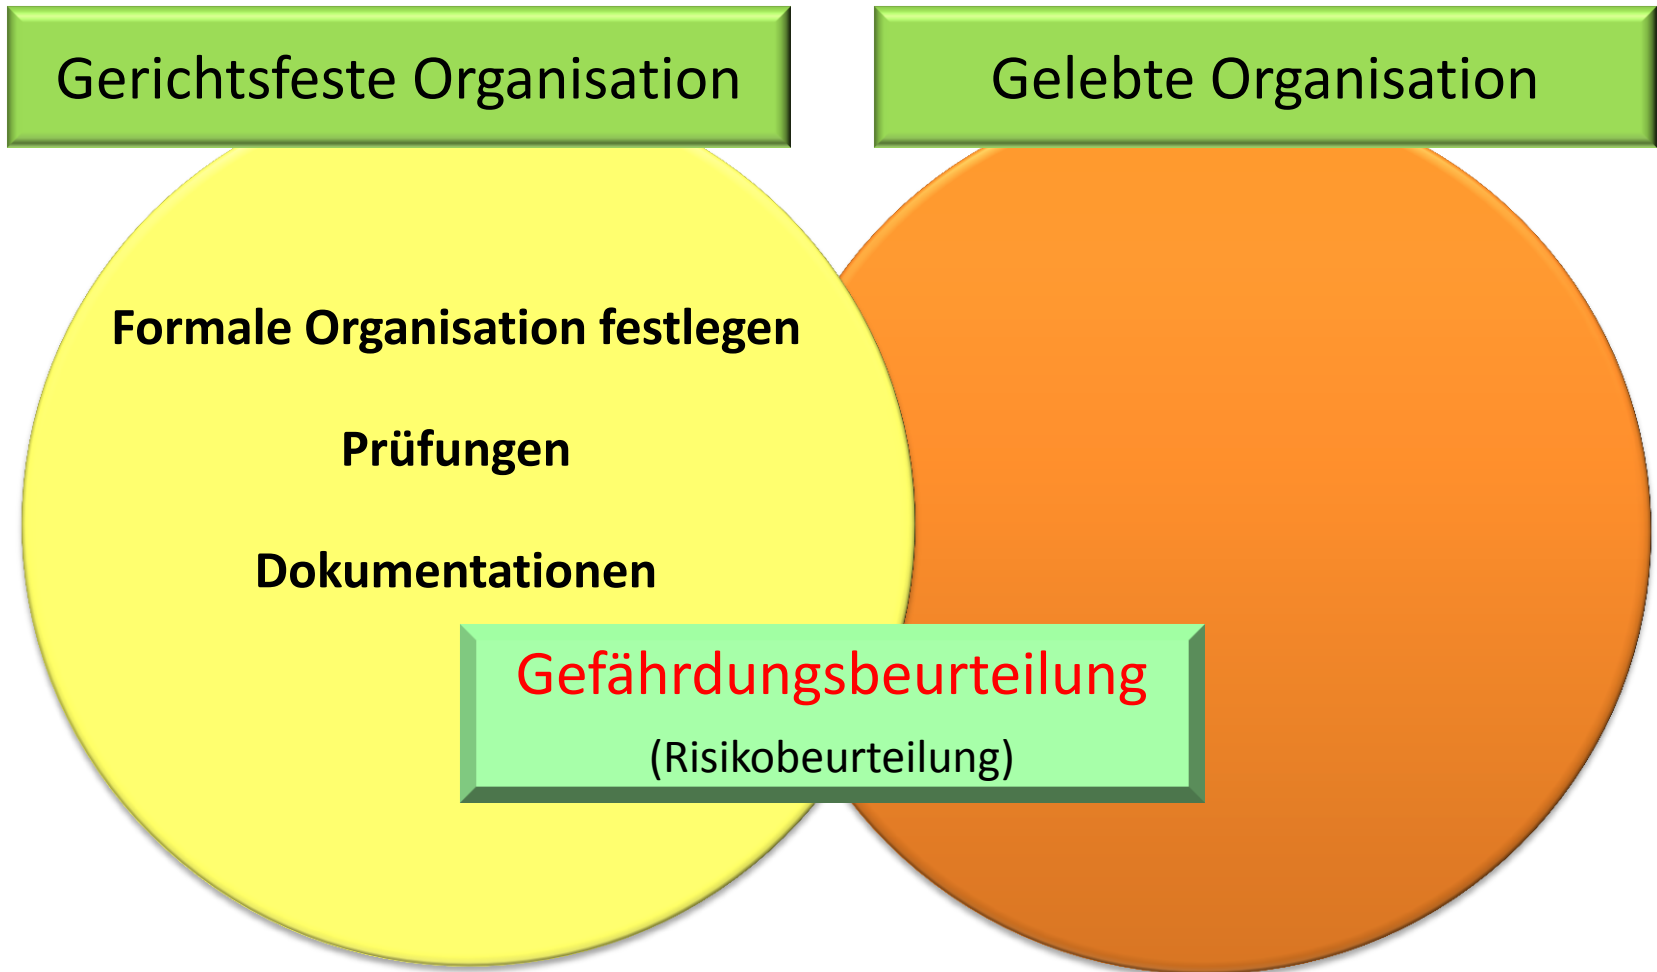 Gerichtsfeste Organisation
Gelebte Organisation
Formale Organisation festlegen
Prüfungen
Dokumentationen
Gefährdungsbeurteilung
(Risikobeurteilung)